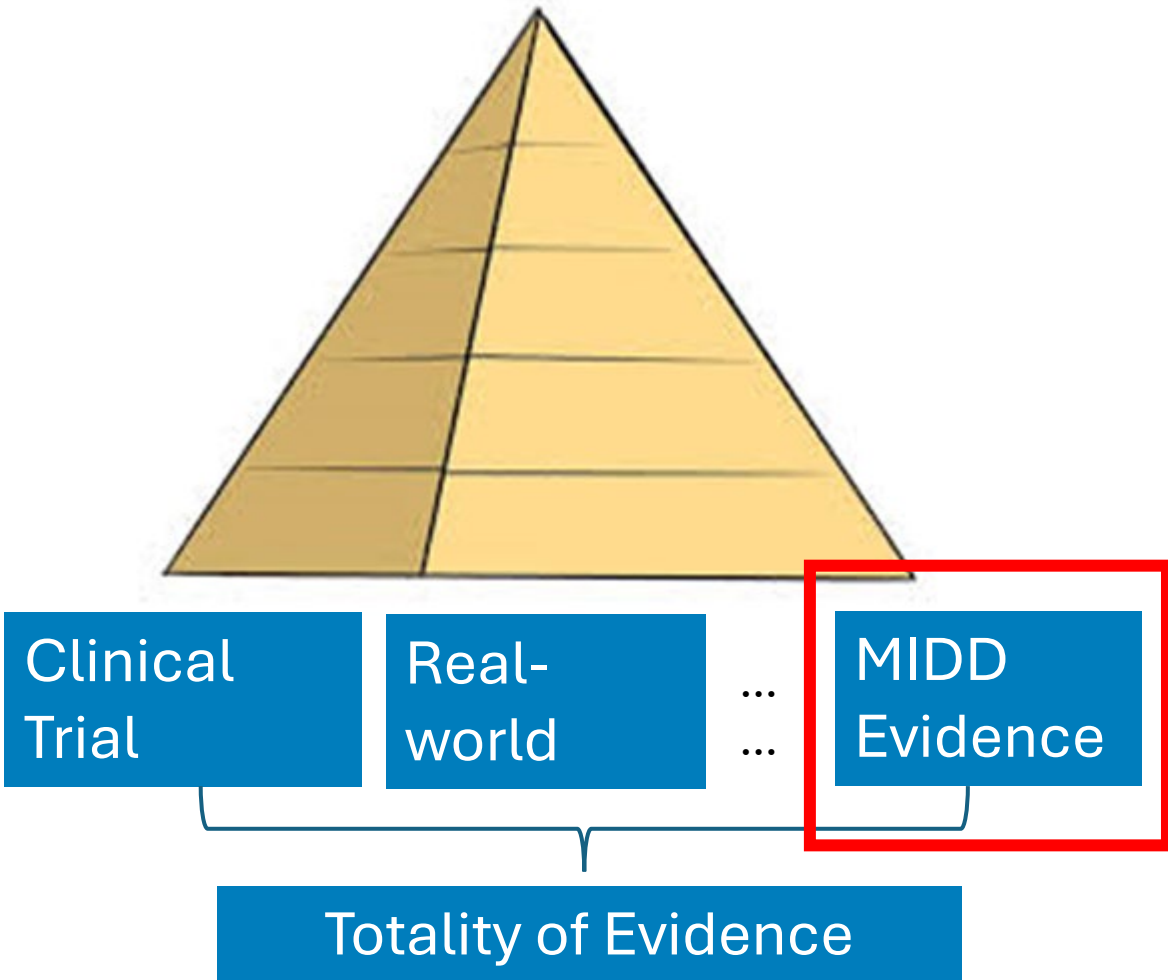 Clinical
Trial
Real-
world
...
...
MIDD
Evidence
Totality of Evidence